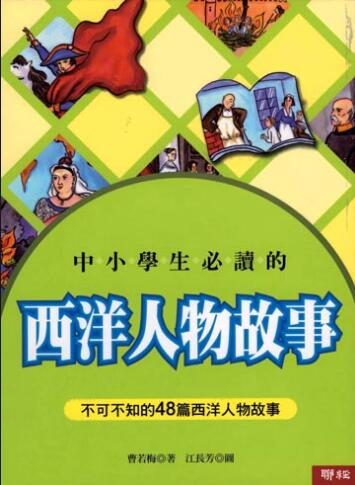 中·小·學·生·必·讀·的
西洋人物故事
不可不知的48篇西洋人物故事
曹若梅◎著 江長芳◎圖
聯經